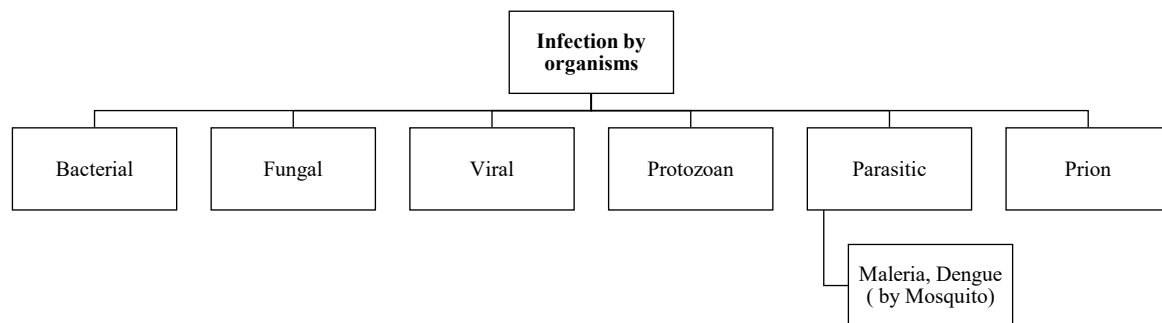 Infection by
organisms
Bacterial
Fungal
Viral
Protozoan
Parasitic
Prion
Maleria, Dengue
( by Mosquito)